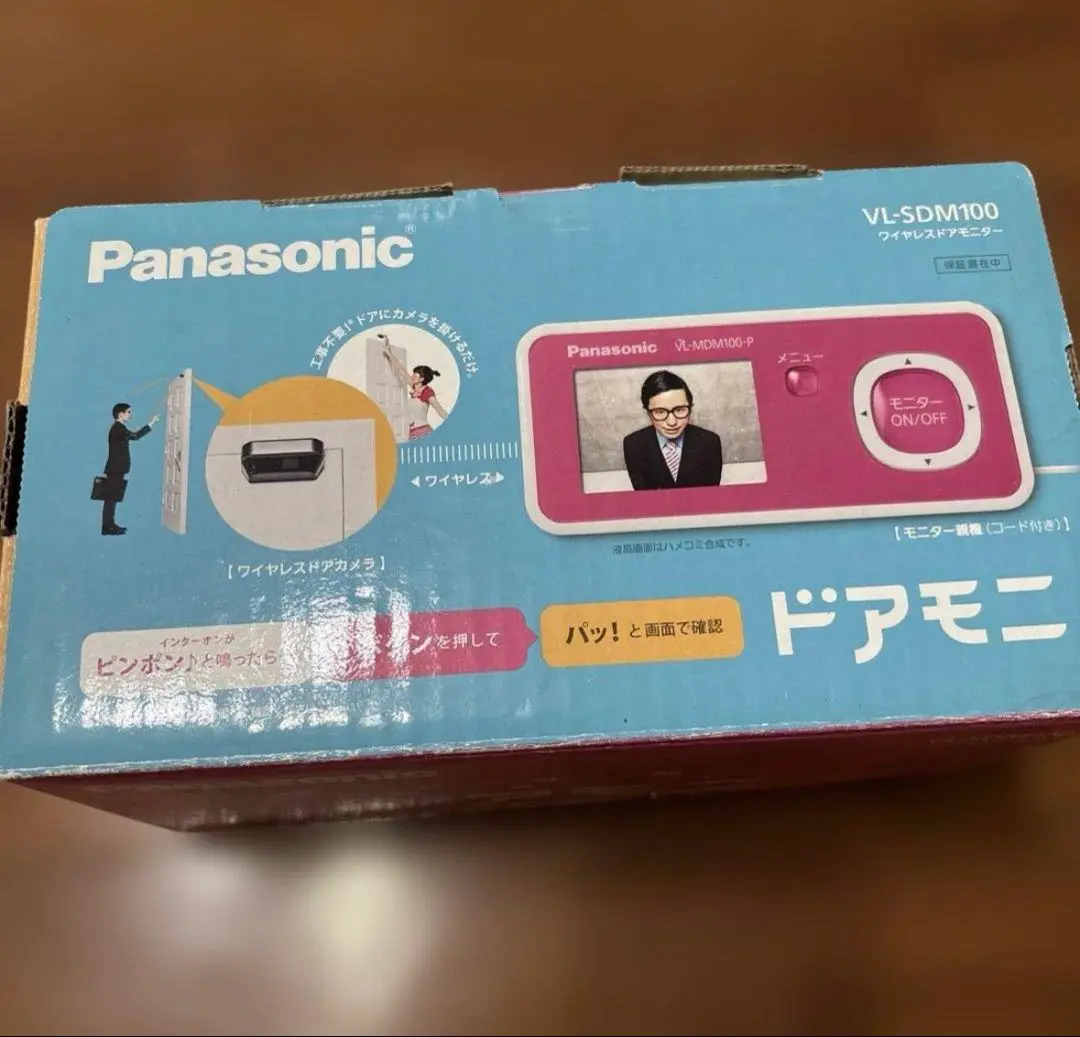 Panasonic®
VL-SDM100
ワイヤレスドアモニター
保証書在中
工事不要!*ドアにカメラを掛けるだけ。
Panasonic VL-MDM100-P
メニュー
モニター
ON/OFF
ワイヤレス
【モニター親機(コード付き)】
液晶画面はハメコミ合成です。
【ワイヤレスドアカメラ】
インターホンが
ピンポン♪と鳴ったら
ンを押して
パッ!と画面で確認
ドアモニ